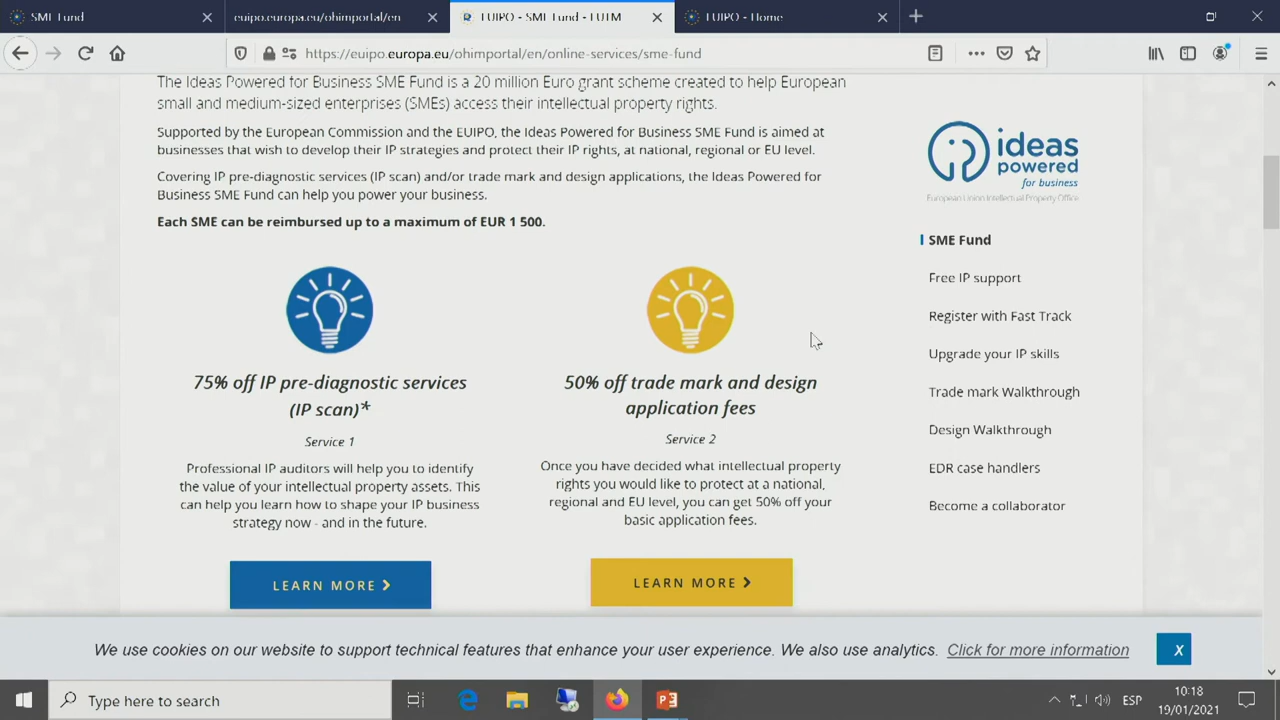 SME Fund
euipo.europa.eu/ohimportal/en
EUIPO - SME Fund - EUTM
EUIPO - Home
https://euipo.europa.eu/ohimportal/en/online-services/sme-fund
The Ideas Powered for Business SME Fund is a 20 million Euro grant scheme created to help European
small and medium-sized enterprises (SMEs) access their intellectual property rights.
Supported by the European Commission and the EUIPO, the Ideas Powered for Business SME Fund is aimed at
businesses that wish to develop their IP strategies and protect their IP rights, at national, regional or EU level.
Covering IP pre-diagnostic services (IP scan) and/or trade mark and design applications, the Ideas Powered for
Business SME Fund can help you power your business.
Each SME can be reimbursed up to a maximum of EUR 1 500.
75% off IP pre-diagnostic services
(IP scan)*
Service 1
Professional IP auditors will help you to identify
the value of your intellectual property assets. This
can help you learn how to shape your IP business
strategy now - and in the future.
LEARN MORE
50% off trade mark and design
application fees
Service 2
Once you have decided what intellectual property
rights you would like to protect at a national,
regional and EU level, you can get 50% off your
basic application fees.
LEARN MORE
ideas
powered
for business
European Union Intellectual Property Office
SME Fund
Free IP support
Register with Fast Track
Upgrade your IP skills
Trade mark Walkthrough
Design Walkthrough
EDR case handlers
Become a collaborator
We use cookies on our website to support technical features that enhance your user experience. We also use analytics. Click for more information
X
Type here to search
ESP
10:18
19/01/2021